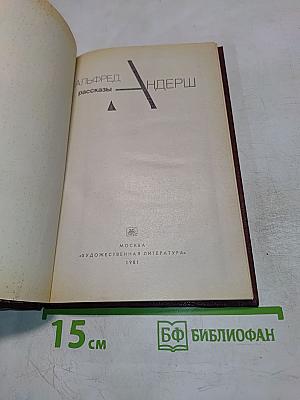 АЛЬФРЕД
АНДЕРШ
рассказы
МОСКВА
«ХУДОЖЕСТВЕННАЯ ЛИТЕРАТУРА»
1981
15 см
БФ БИБЛИОФАН